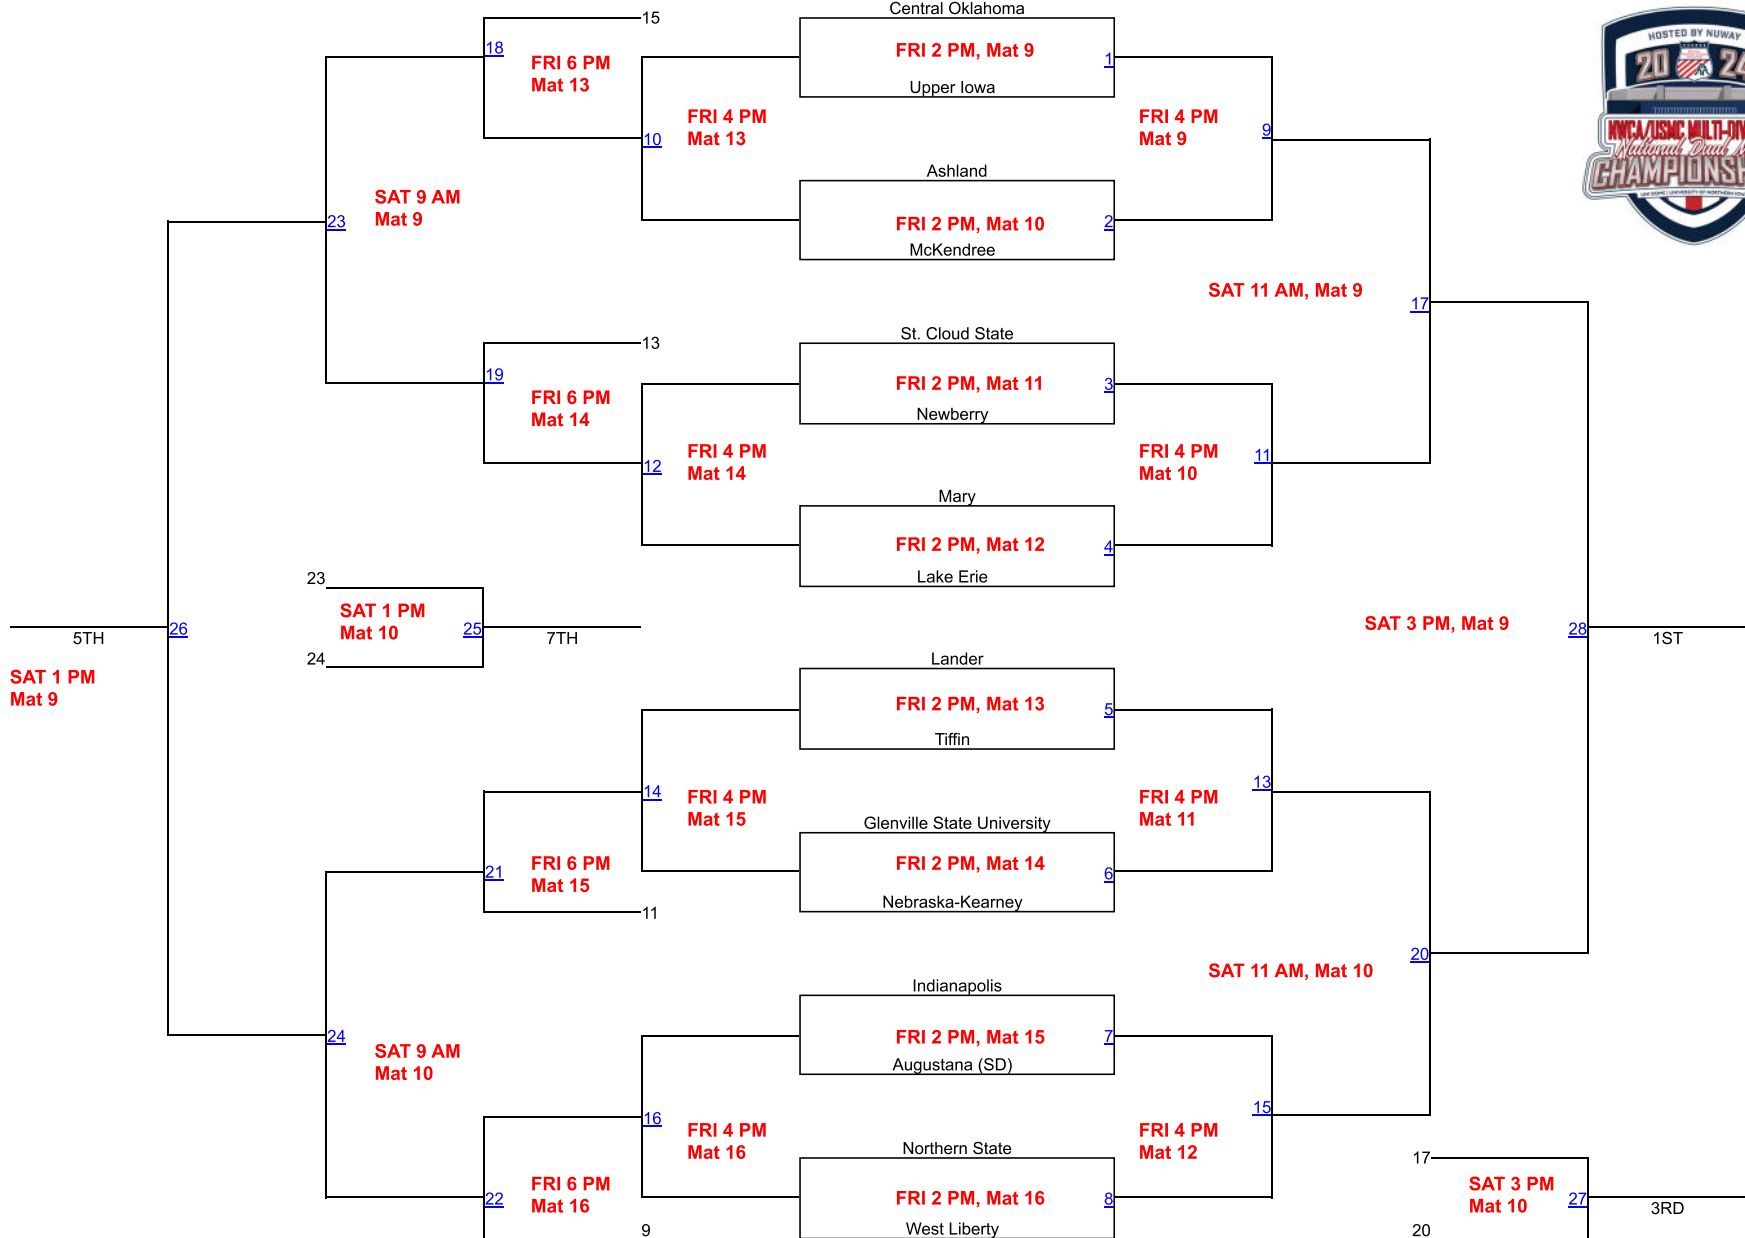 Central Oklahoma
15
HOSTED BY NUWAY
20 24
18
FRI 6 PM
Mat 13
FRI 2 PM, Mat 9
1
Upper Iowa
FRI 4 PM
Mat 13
10
FRI 4 PM
Mat 9
9
NWCA/USMC MULTI-DIV
National Dual
CHAMPIONSH
Ashland
SAT 9 AM
Mat 9
23
FRI 2 PM, Mat 10
2
McKendree
SAT 11 AM, Mat 9
17
St. Cloud State
13
19
FRI 6 PM
Mat 14
FRI 2 PM, Mat 11
3
Newberry
FRI 4 PM
Mat 14
12
FRI 4 PM
Mat 10
11
Mary
FRI 2 PM, Mat 12
4
Lake Erie
23
SAT 1 PM
Mat 10
25
7TH
24
26
5TH
SAT 1 PM
Mat 9
SAT 3 PM, Mat 9
28
1ST
Lander
FRI 2 PM, Mat 13
5
Tiffin
14
FRI 4 PM
Mat 15
FRI 4 PM
Mat 11
13
Glenville State University
21
FRI 6 PM
Mat 15
FRI 2 PM, Mat 14
6
Nebraska-Kearney
11
SAT 11 AM, Mat 10
20
Indianapolis
24
SAT 9 AM
Mat 10
FRI 2 PM, Mat 15
7
Augustana (SD)
16
FRI 4 PM
Mat 16
FRI 4 PM
Mat 12
15
Northern State
22
FRI 6 PM
Mat 16
9
FRI 2 PM, Mat 16
8
West Liberty
17
SAT 3 PM
Mat 10
27
3RD
20